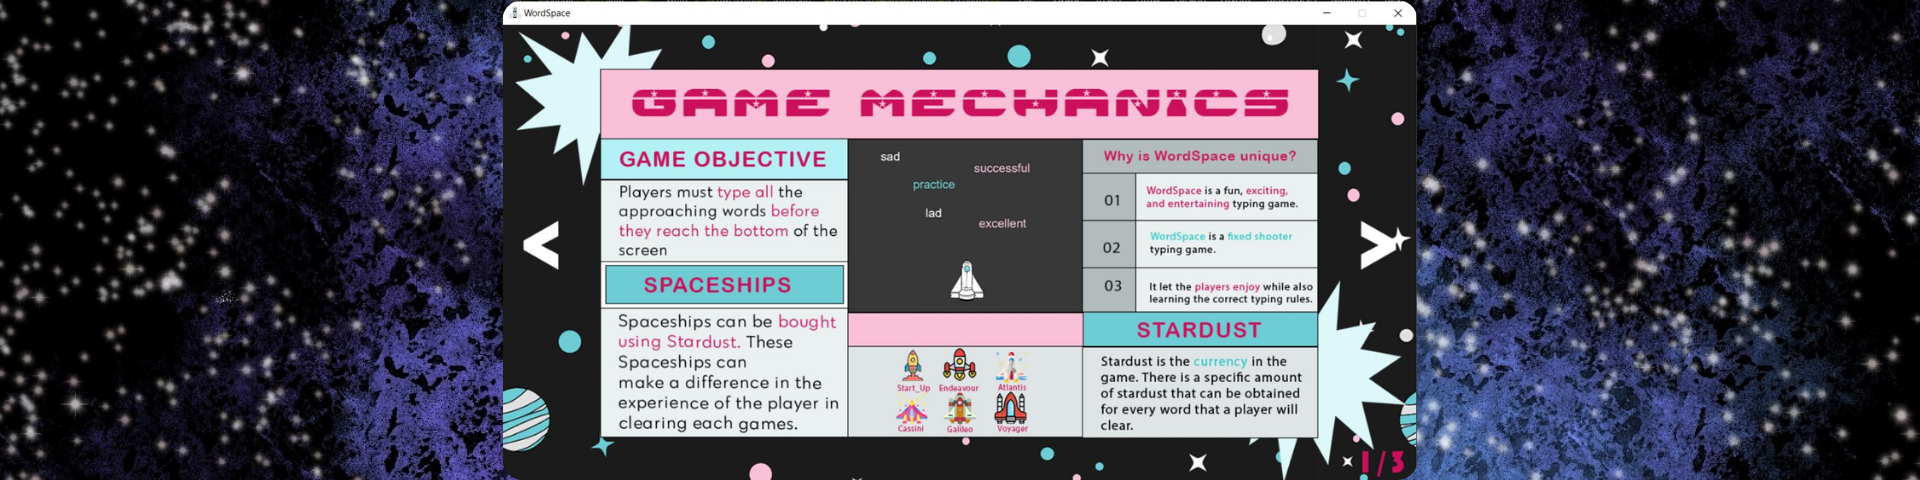 WordSpace
GAME MECHANICS
GAME OBJECTIVE
Players must type all the
approaching words before
they reach the bottom of the
screen
SPACESHIPS
Spaceships can be bought
using Stardust. These
Spaceships can
make a difference in the
experience of the player in
clearing each games.
sad
successful
practice
lad
excellent
Start_Up Endeavour Atlantis
Cassini Galileo Voyager
Why is WordSpace unique?
01
WordSpace is a fun, exciting,
and entertaining typing game.
02
WordSpace is a fixed shooter
typing game.
03
It let the players enjoy while also
learning the correct typing rules.
STARDUST
Stardust is the currency in the
game. There is a specific amount
of stardust that can be obtained
for every word that a player will
clear.
1/3